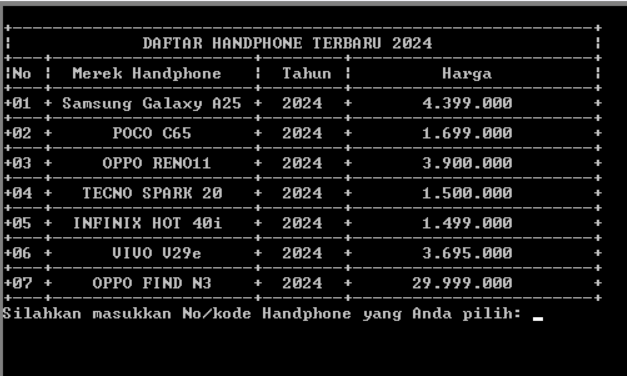 DAFTAR HANDPHONE TERBARU 2024
No Merek Handphone Tahun Harga
01 Samsung Galaxy A25 2024 4.399.000
02 POCO C65 2024 1.699.000
03 OPPO RENO11 2024 3.900.000
04 TECNO SPARK 20 2024 1.500.000
05 INFINIX HOT 40i 2024 1.499.000
06 VIVO V29e 2024 3.695.000
07 OPPO FIND N3 2024 29.999.000
Silahkan masukkan No/kode Handphone yang Anda pilih: _